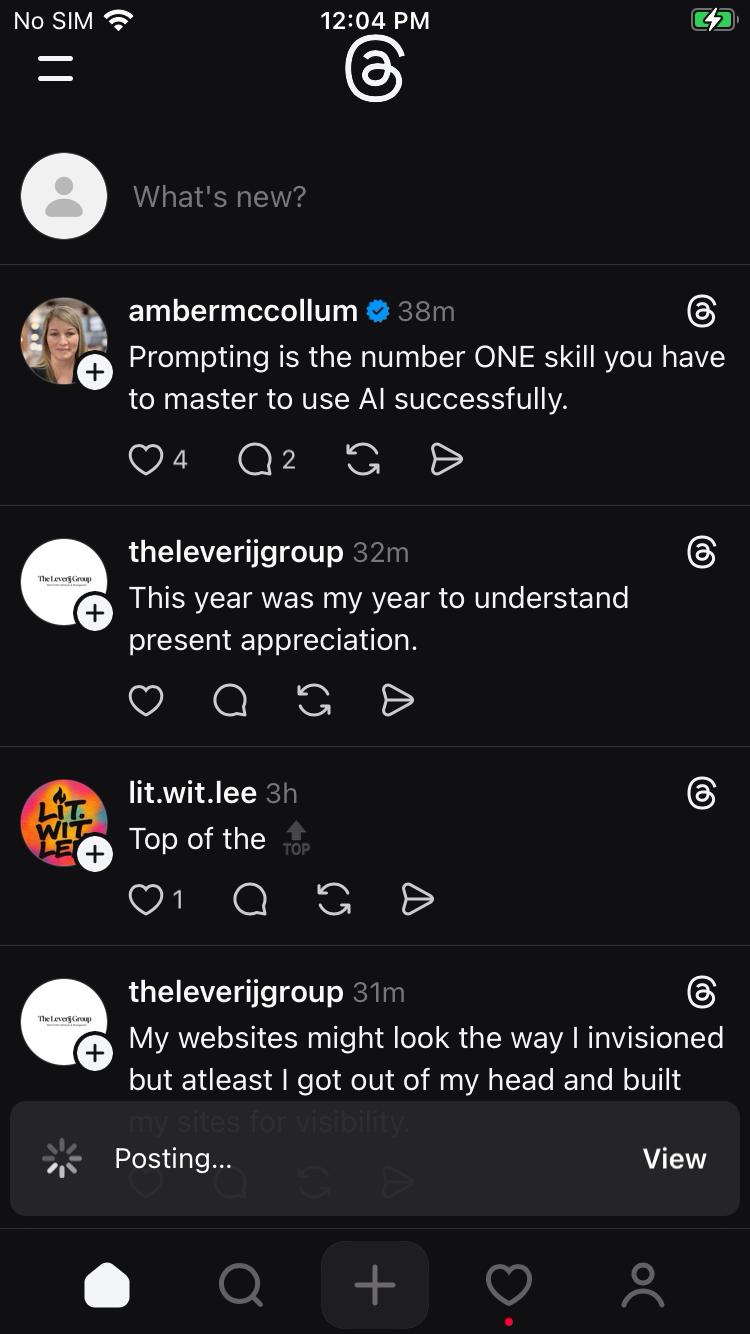 No SIM 12:04 PM
What's new?
ambermccollum 38m
Prompting is the number ONE skill you have
to master to use AI successfully.
4 2
The Leverij Group
theleverijgroup 32m
This year was my year to understand
present appreciation.
LIT.
WIT
LEE
lit.wit.lee 3h
Top of the TOP
1
The Leverij Group
theleverijgroup 31m
My websites might look the way I invisioned
but atleast I got out of my head and built
my sites for visibility.
Posting... View